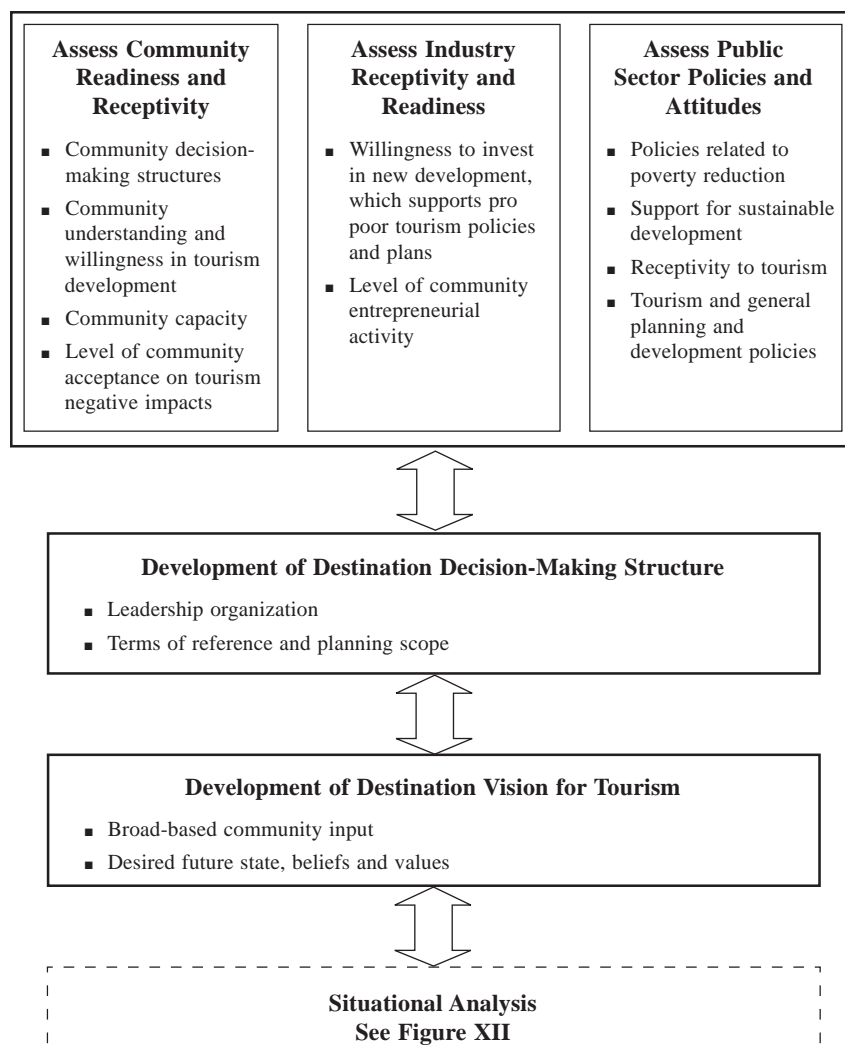 Assess Community
Readiness and
Receptivity
▪ Community decision-
making structures
▪ Community
understanding and
willingness in tourism
development
▪ Community capacity
▪ Level of community
acceptance on tourism
negative impacts
Assess Industry
Receptivity and
Readiness
▪ Willingness to invest
in new development,
which supports pro
poor tourism policies
and plans
▪ Level of community
entrepreneurial
activity
Assess Public
Sector Policies and
Attitudes
▪ Policies related to
poverty reduction
▪ Support for sustainable
development
▪ Receptivity to tourism
▪ Tourism and general
planning and
development policies
Development of Destination Decision-Making Structure
▪ Leadership organization
▪ Terms of reference and planning scope
Development of Destination Vision for Tourism
▪ Broad-based community input
▪ Desired future state, beliefs and values
Situational Analysis
See Figure XII